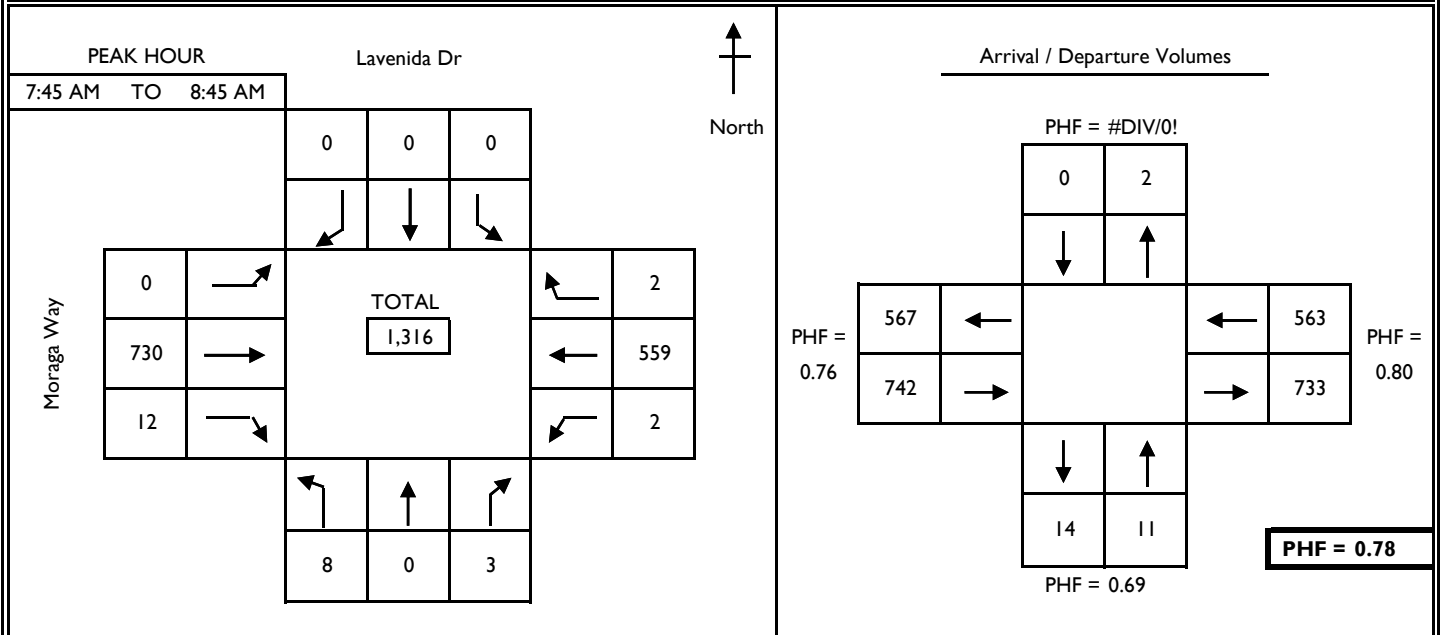 PEAK HOUR
7:45 AM TO 8:45 AM
Lavenida Dr
North
0 0 0
Moraga Way
0
730
12
TOTAL
1,316
2
559
2
8 0 3
Arrival / Departure Volumes
PHF = #DIV/0!
0 2
PHF =
0.76
567
742
563
733
PHF =
0.80
14 11
PHF = 0.69
PHF = 0.78